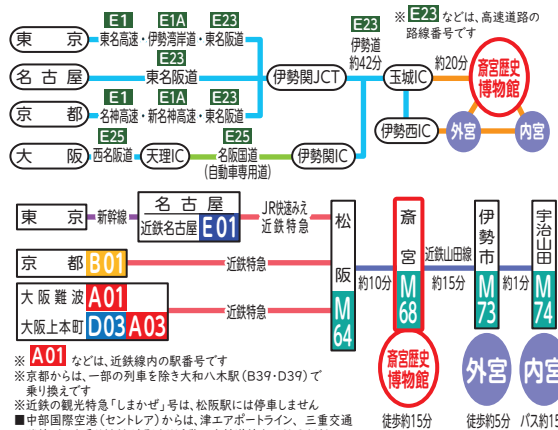 ※E23などは、高速道路の
路線番号です
東京
E1 E1A E23
東名高速・伊勢湾岸道・東名阪道
名古屋
E23
東名阪道
京都
E1 E1A E23
名神高速・新名神高速・東名阪道
大阪
E25
西名阪道
天理IC
E25
名阪国道
(自動車専用道)
伊勢関IC
伊勢関JCT
E23
伊勢道
約42分
玉城IC
約20分
斎宮歴史
博物館
伊勢西IC
外宮
内宮
東京
新幹線
名古屋
近鉄名古屋 E01
JR快速みえ
近鉄特急
京都 B01
近鉄特急
大阪難波 A01
大阪上本町 D03 A03
近鉄特急
松阪
M
64
約10分
斎宮
M
68
近鉄山田線
約15分
伊勢市
M
73
約1分
宇治山田
M
74
斎宮歴史
博物館
徒歩約15分
外宮
徒歩約5分
内宮
バス約15
※A01などは、近鉄線内の駅番号です
※京都からは、一部の列車を除き大和八木駅(B39・D39)で
乗り換えです
※近鉄の観光特急「しまかぜ」号は、松阪駅には停車しません
■中部国際空港(セントレア)からは、津エアポートライン、三重交通